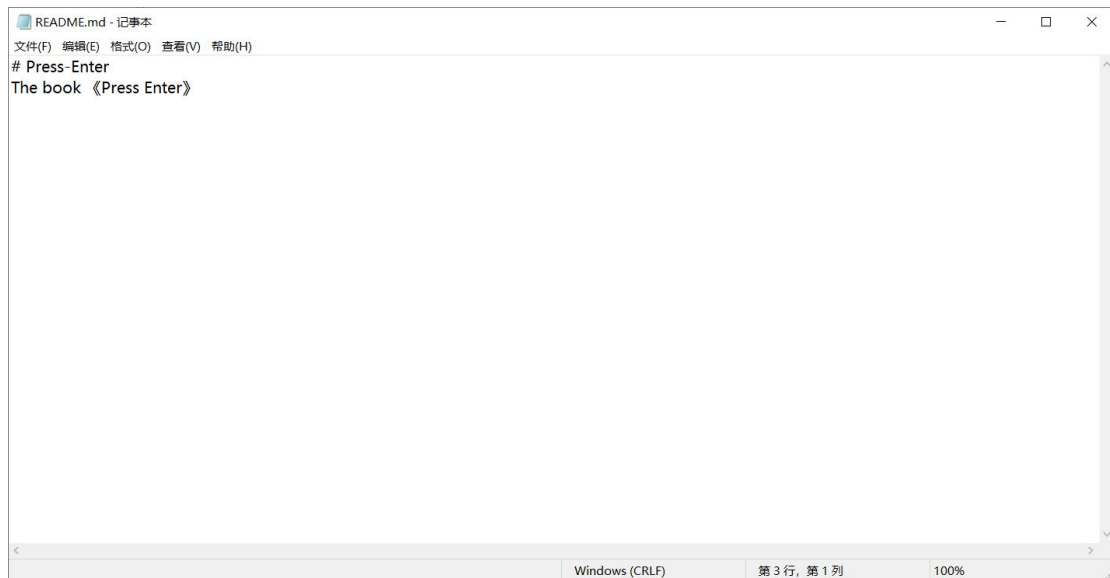 README.md - 记事本
文件(F) 编辑(E) 格式(O) 查看(V) 帮助(H)
# Press-Enter
The book 《Press Enter》
Windows (CRLF) 第 3 行，第 1 列 100%